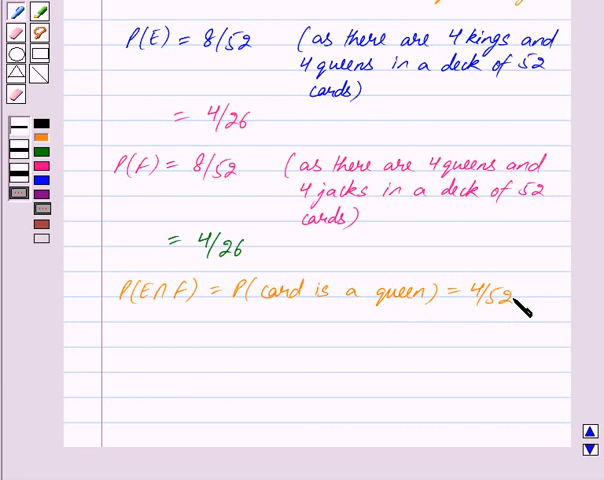 P(E) = 8/52 (as there are 4 kings and
4 queens in a deck of 52
cards)
= 4/26
P(F) = 8/52 (as there are 4 queens and
4 jacks in a deck of 52
cards)
= 4/26
P(E∩F) = P(card is a queen) = 4/52